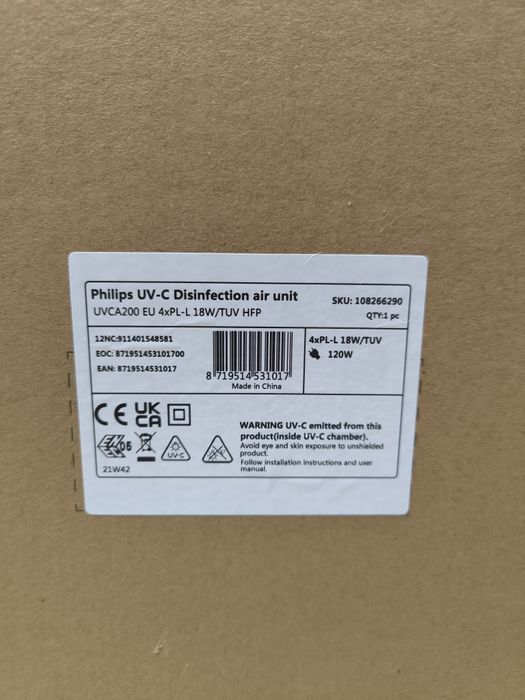 Philips UV-C Disinfection air unit
UVCA200 EU 4xPL-L 18W/TUV HFP
SKU: 108266290
QTY:1 pc
12NC:911401548581
EOC: 871951453101700
EAN: 8719514531017
8 719514 531017
Made in China
4xPL-L 18W/TUV
120W
CE UK CA
05
UV-C
21W42
WARNING UV-C emitted from this
product(inside UV-C chamber).
Avoid eye and skin exposure to unshielded
product.
Follow installation instructions and user
manual.